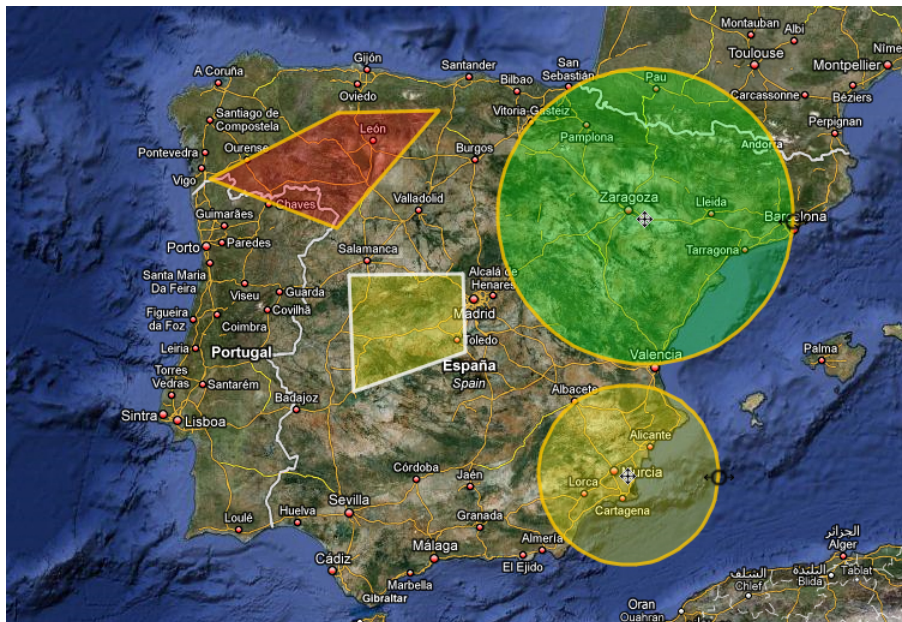 Montauban
Albi
Toulouse
Nîme
Montpellier
Gijón
Santander
San
Sebastián
A Coruña
Oviedo
Bilbao
Pau
Carcassonne
Béziers
Santiago de
Compostela
Vitoria-Gasteiz
Perpignan
León
Pamplona
Pontevedra
Ourense
Burgos
Andorra
Vigo
Chaves
Valladolid
Zaragoza
Lleida
Guimarães
Barcelona
Porto
Paredes
Salamanca
Tarragona
Santa Maria
Da Feira
Alcalá de
Henares
Viseu
Guarda
Covilhã
Madrid
Figueira
da Foz
Coimbra
Toledo
Leiria
Portugal
Valencia
Palma
España
Spain
Torres
Vedras
Santarém
Albacete
Badajoz
Sintra
Lisboa
Alicante
Córdoba
Jaén
Murcia
Lorca
Sevilla
Cartagena
Huelva
Granada
Loulé
Almería
الجزائر
Alger
Málaga
Cádiz
El Ejido
الشلف
Chlef
البليدة
Blida
Tablat
Marbella
Gibraltar
Oran
Ouahran